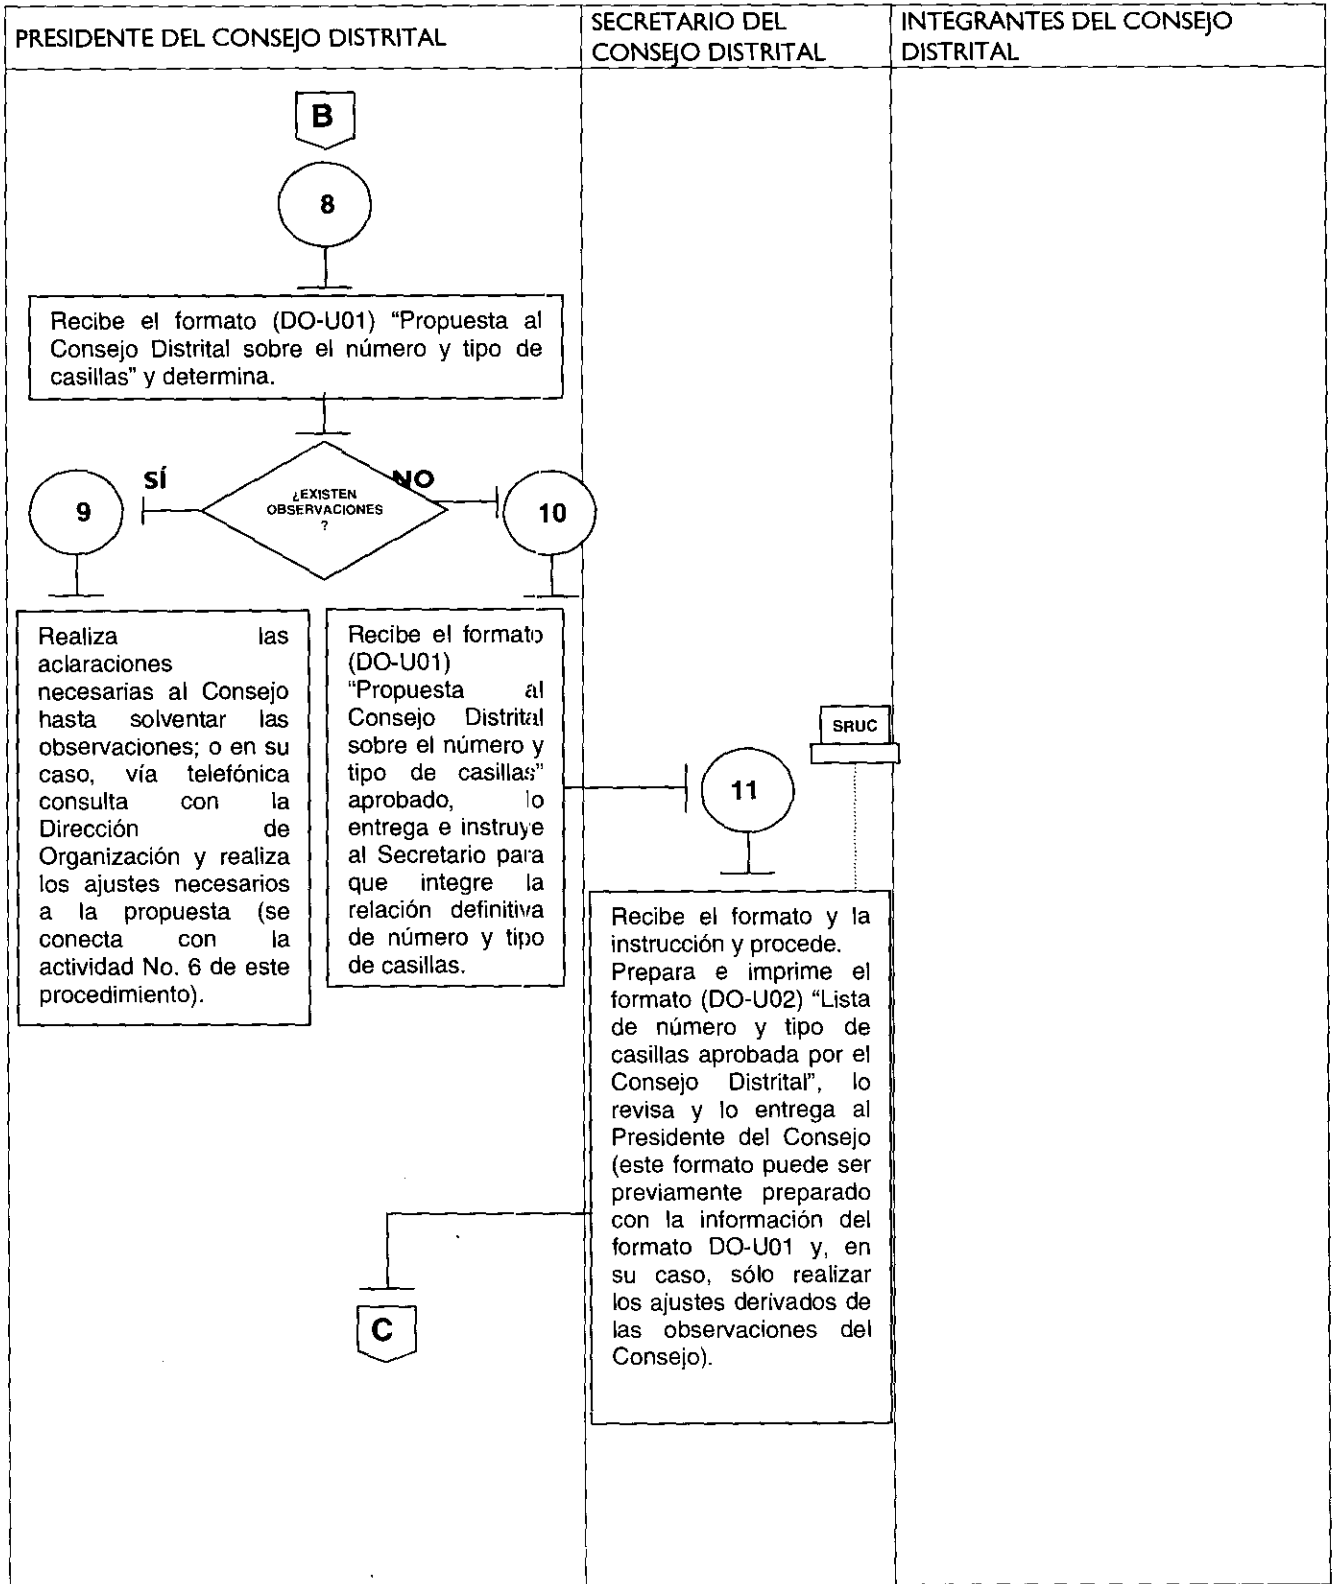 PRESIDENTE DEL CONSEJO DISTRITAL
SECRETARIO DEL
CONSEJO DISTRITAL
INTEGRANTES DEL CONSEJO
DISTRITAL
B
8
Recibe el formato (DO-U01) “Propuesta al
Consejo Distrital sobre el número y tipo de
casillas” y determina.
SÍ
NO
¿EXISTEN
OBSERVACIONES
?
9
10
Realiza las
aclaraciones
necesarias al Consejo
hasta solventar las
observaciones; o en su
caso, vía telefónica
consulta con la
Dirección de
Organización y realiza
los ajustes necesarios
a la propuesta (se
conecta con la
actividad No. 6 de este
procedimiento).
Recibe el formato
(DO-U01)
“Propuesta al
Consejo Distrital
sobre el número y
tipo de casillas”
aprobado, lo
entrega e instruye
al Secretario para
que integre la
relación definitiva
de número y tipo
de casillas.
SRUC
11
Recibe el formato y la
instrucción y procede.
Prepara e imprime el
formato (DO-U02) “Lista
de número y tipo de
casillas aprobada por el
Consejo Distrital”, lo
revisa y lo entrega al
Presidente del Consejo
(este formato puede ser
previamente preparado
con la información del
formato DO-U01 y, en
su caso, sólo realizar
los ajustes derivados de
las observaciones del
Consejo).
C